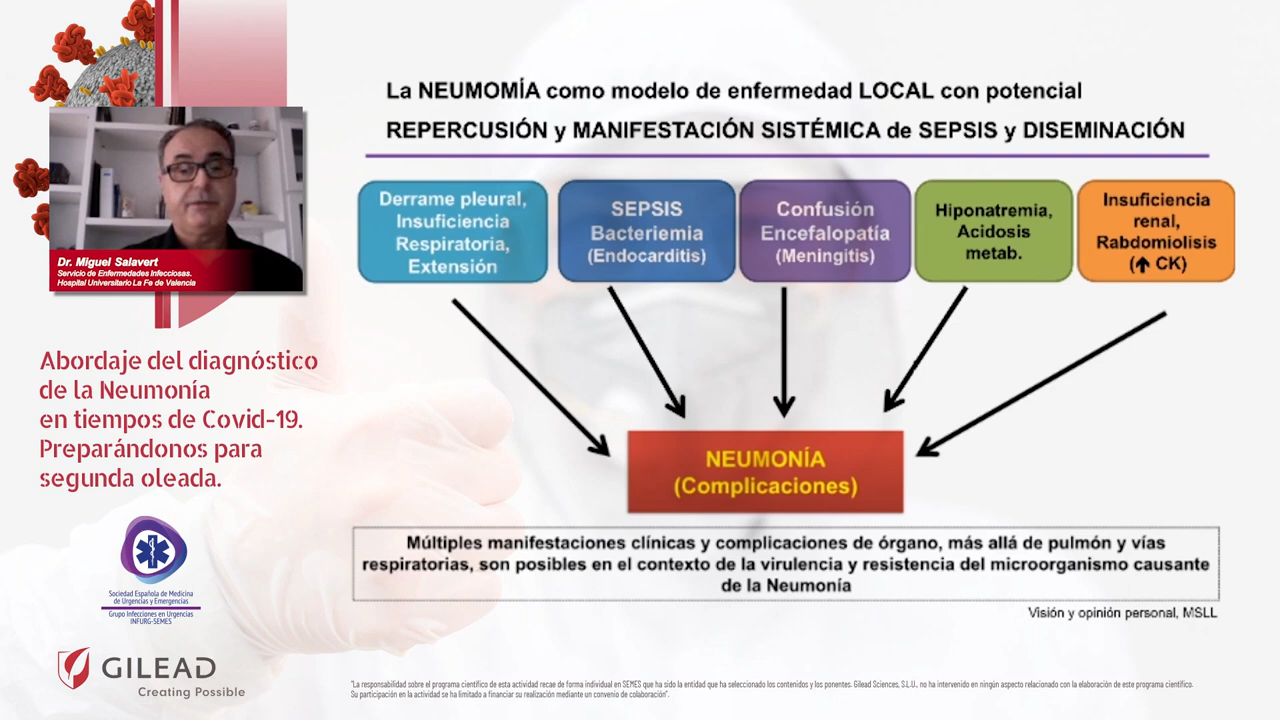 La NEUMOMÍA como modelo de enfermedad LOCAL con potencial
REPERCUSIÓN y MANIFESTACIÓN SISTÉMICA de SEPSIS y DISEMINACIÓN
Derrame pleural,
Insuficiencia
Respiratoria,
Extensión
SEPSIS
Bacteriemia
(Endocarditis)
Confusión
Encefalopatía
(Meningitis)
Hiponatremia,
Acidosis
metab.
Insuficiencia
renal,
Rabdomiolisis
(↑ CK)
NEUMONÍA
(Complicaciones)
Múltiples manifestaciones clínicas y complicaciones de órgano, más allá de pulmón y vías
respiratorias, son posibles en el contexto de la virulencia y resistencia del microorganismo causante
de la Neumonía
Visión y opinión personal, MSLL
Dr. Miguel Salavert
Servicio de Enfermedades Infecciosas.
Hospital Universitario La Fe de Valencia
Abordaje del diagnóstico
de la Neumonía
en tiempos de Covid-19.
Preparándonos para
segunda oleada.
Sociedad Española de Medicina
de Urgencias y Emergencias
Grupo Infecciones en Urgencias
INFURG-SEMES
GILEAD
Creating Possible
"La responsabilidad sobre el programa científico de esta actividad recae de forma individual en SEMES que ha sido la entidad que ha seleccionado los contenidos y los ponentes. Gilead Sciences, S.L.U., no ha intervenido en ningún aspecto relacionado con la elaboración de este programa científico.
Su participación en la actividad se ha limitado a financiar su realización mediante un convenio de colaboración".